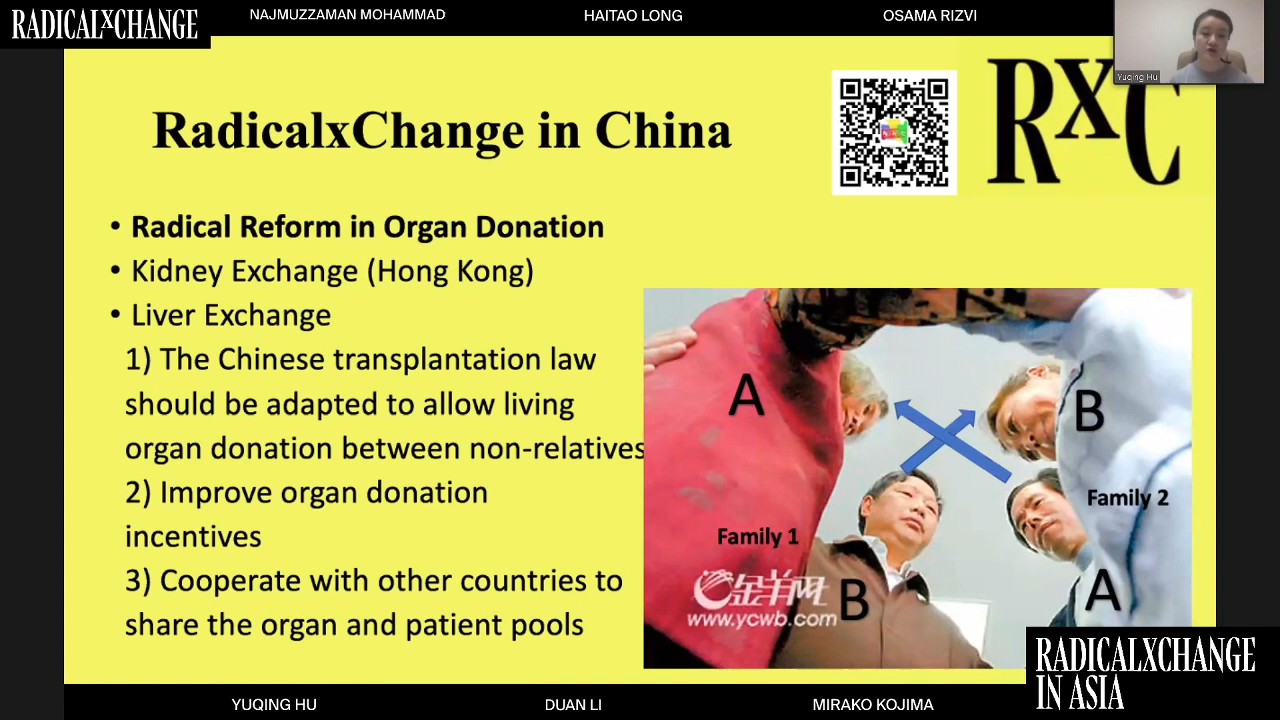 NAJMUZZAMAN MOHAMMAD
HAITAO LONG
OSAMA RIZVI
RADICALXCHANGE
Yuqing Hu
RXC
RadicalxChange in China
• Radical Reform in Organ Donation
• Kidney Exchange (Hong Kong)
• Liver Exchange
1) The Chinese transplantation law
should be adapted to allow living
organ donation between non-relatives
2) Improve organ donation
incentives
3) Cooperate with other countries to
share the organ and patient pools
A
B
Family 1
Family 2
B
A
金羊网
www.ycwb.com
RADICALXCHANGE
IN ASIA
YUQING HU
DUAN LI
MIRAKO KOJIMA